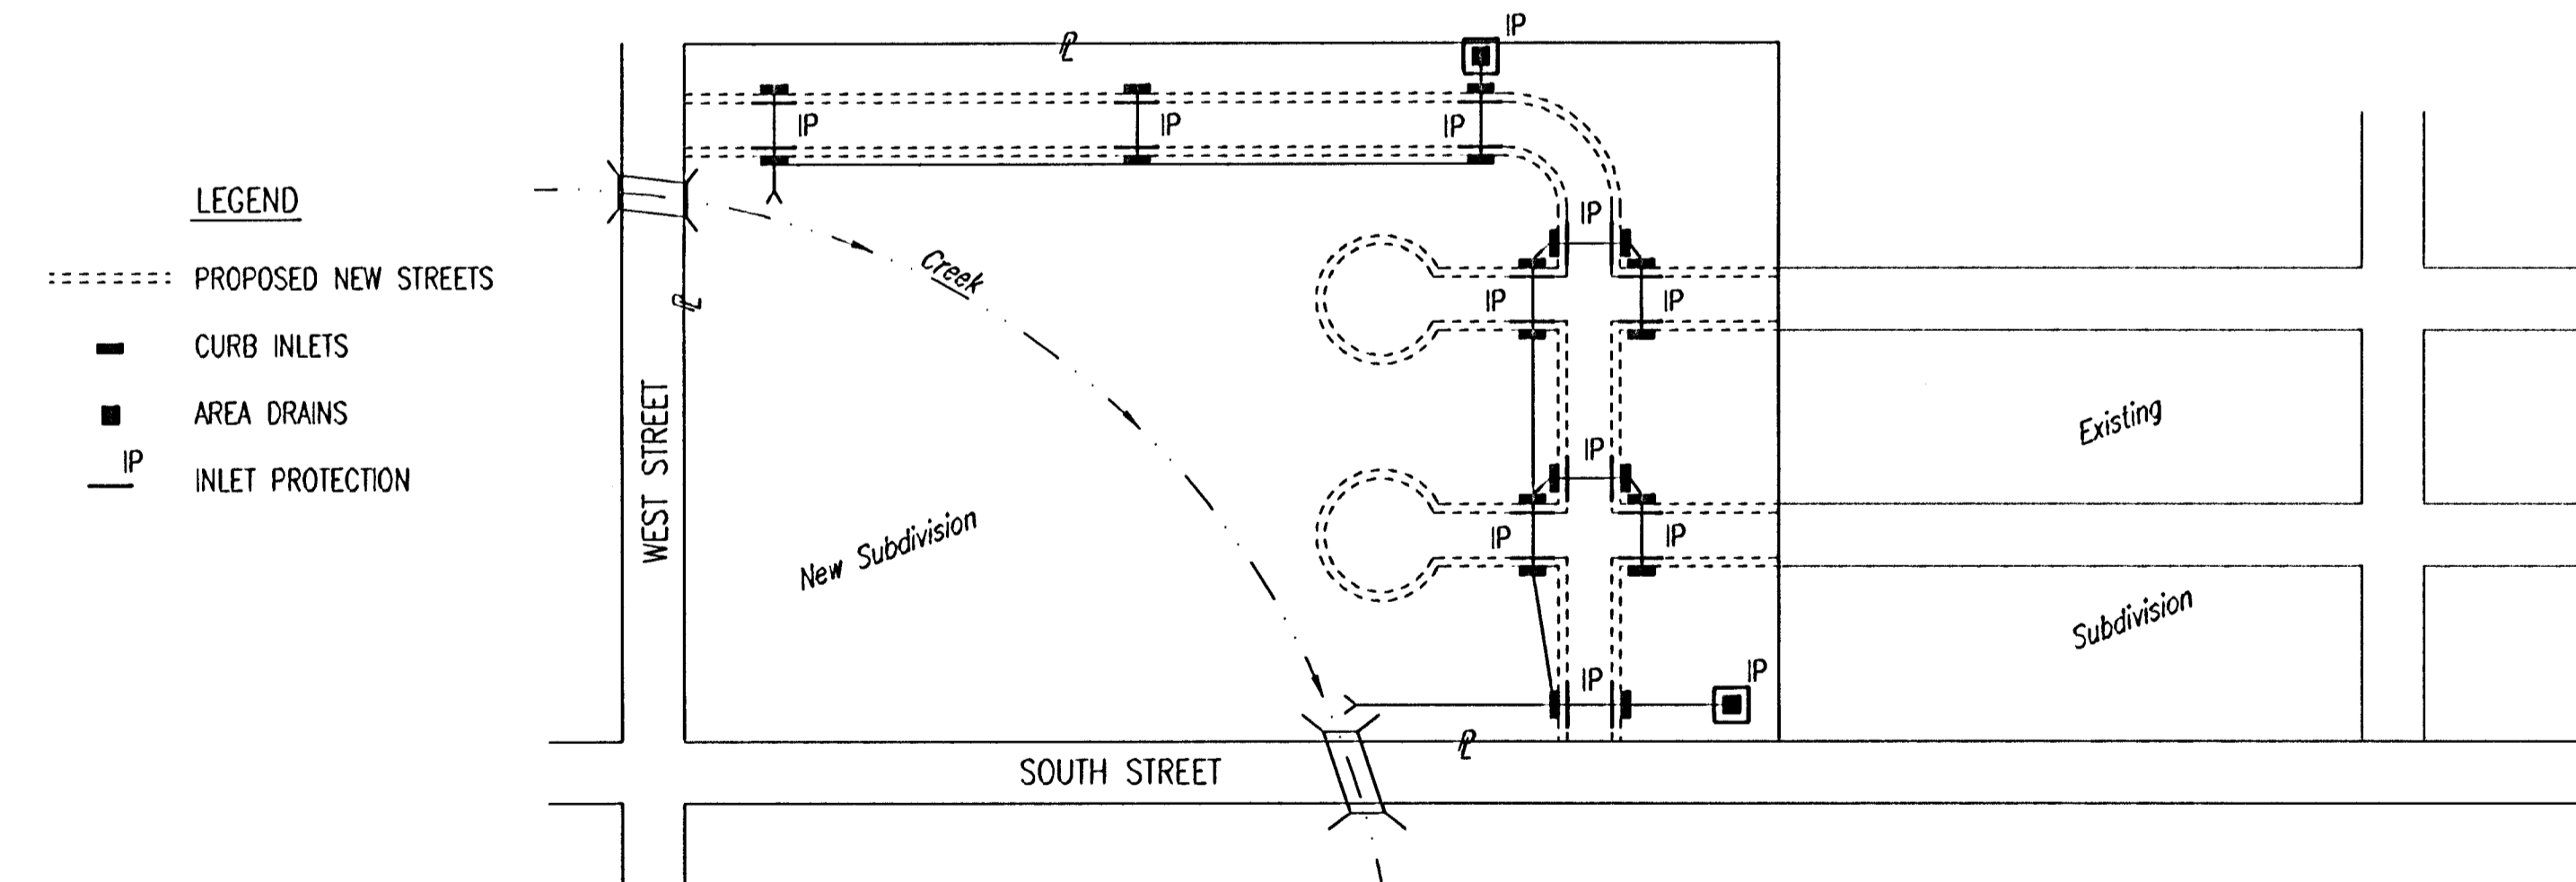 IP
℄
IP
IP
IP
LEGEND
PROPOSED NEW STREETS
CURB INLETS
AREA DRAINS
IP
INLET PROTECTION
WEST STREET
℄
Creek
New Subdivision
IP
IP
IP
IP
IP
IP
IP
IP
℄
SOUTH STREET
Existing
Subdivision